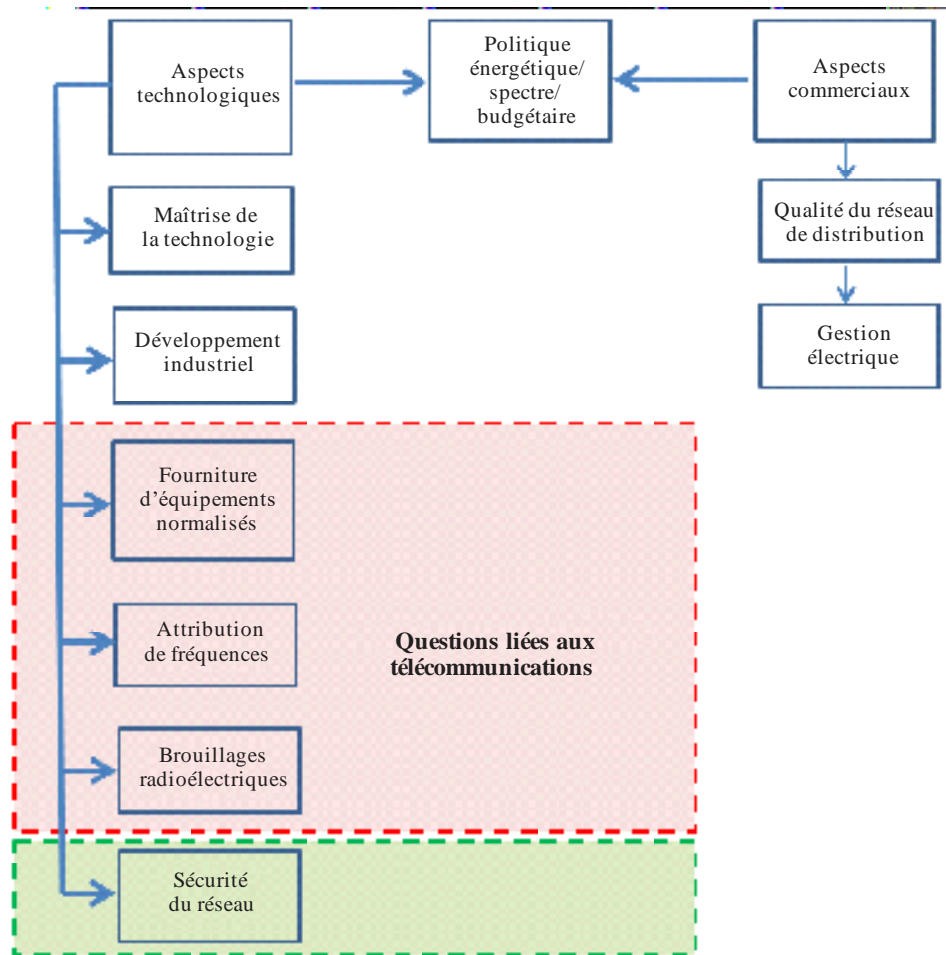 Aspects
technologiques
Politique
énergétique/
spectre/
budgétaire
Aspects
commerciaux
Maîtrise de
la technologie
Qualité du réseau
de distribution
Développement
industriel
Gestion
électrique
Fourniture
d'équipements
normalisés
Attribution
de fréquences
Questions liées aux
télécommunications
Brouillages
radioélectriques
Sécurité
du réseau